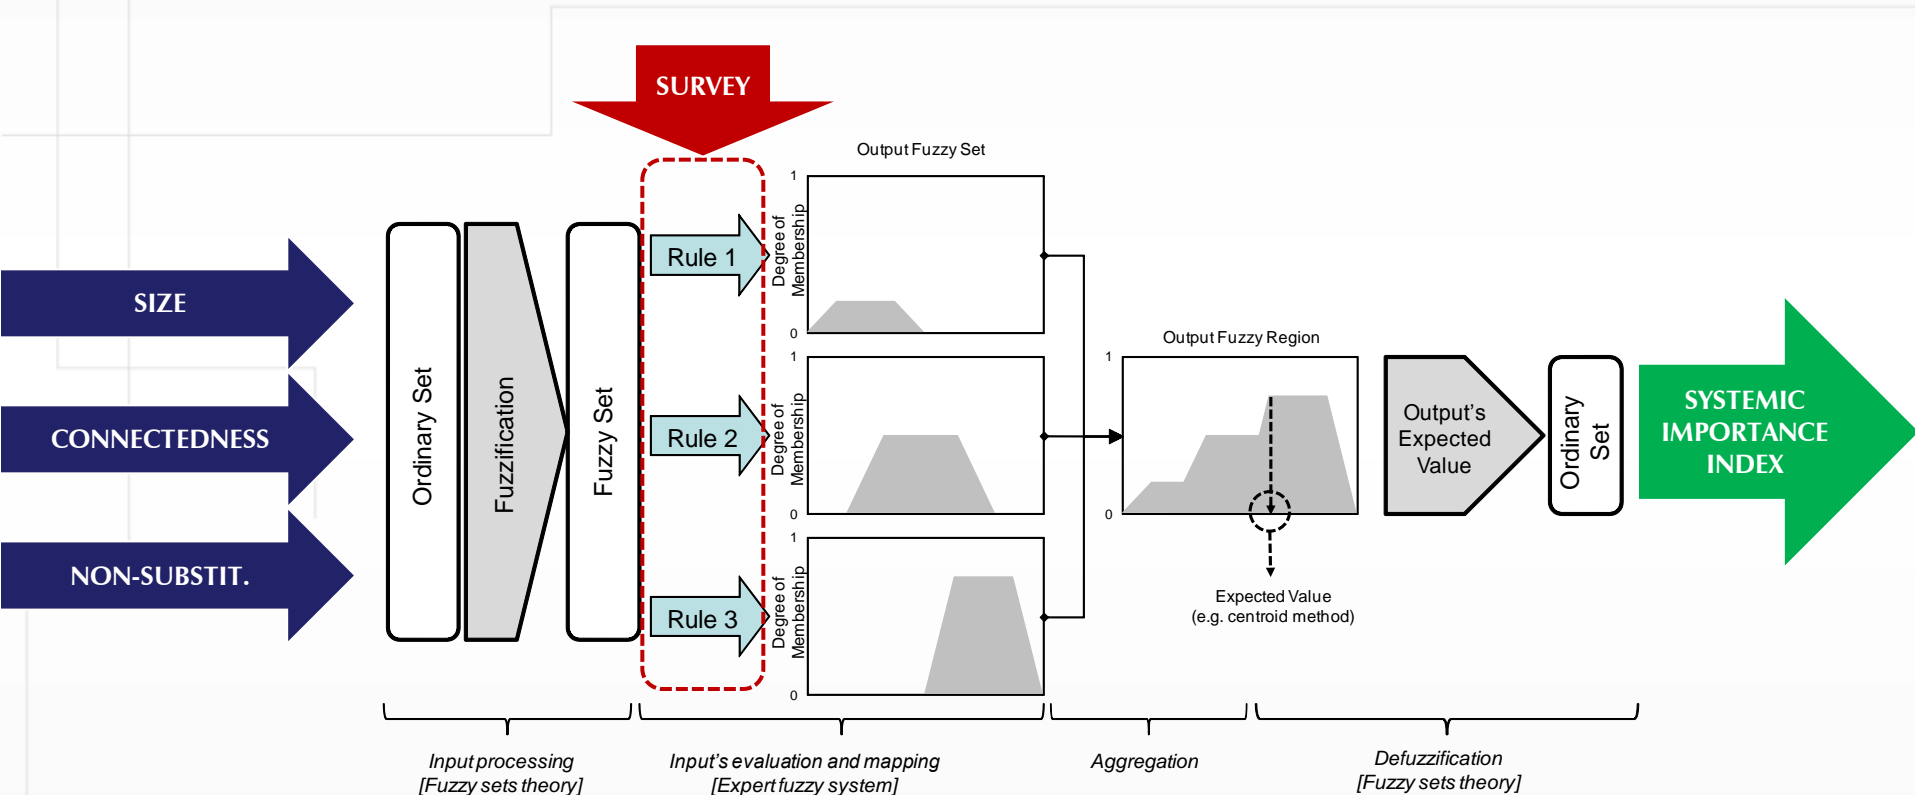 SURVEY
Output Fuzzy Set
SIZE
CONNECTEDNESS
NON-SUBSTIT.
Ordinary Set
Fuzzification
Fuzzy Set
Rule 1
Rule 2
Rule 3
1
Degree of
Membership
0
1
Degree of
Membership
0
1
Degree of
Membership
0
Output Fuzzy Region
1
0
Expected Value
(e.g. centroid method)
Output's
Expected
Value
Ordinary
Set
SYSTEMIC
IMPORTANCE
INDEX
Input processing
[Fuzzy sets theory]
Input's evaluation and mapping
[Expert fuzzy system]
Aggregation
Defuzzification
[Fuzzy sets theory]